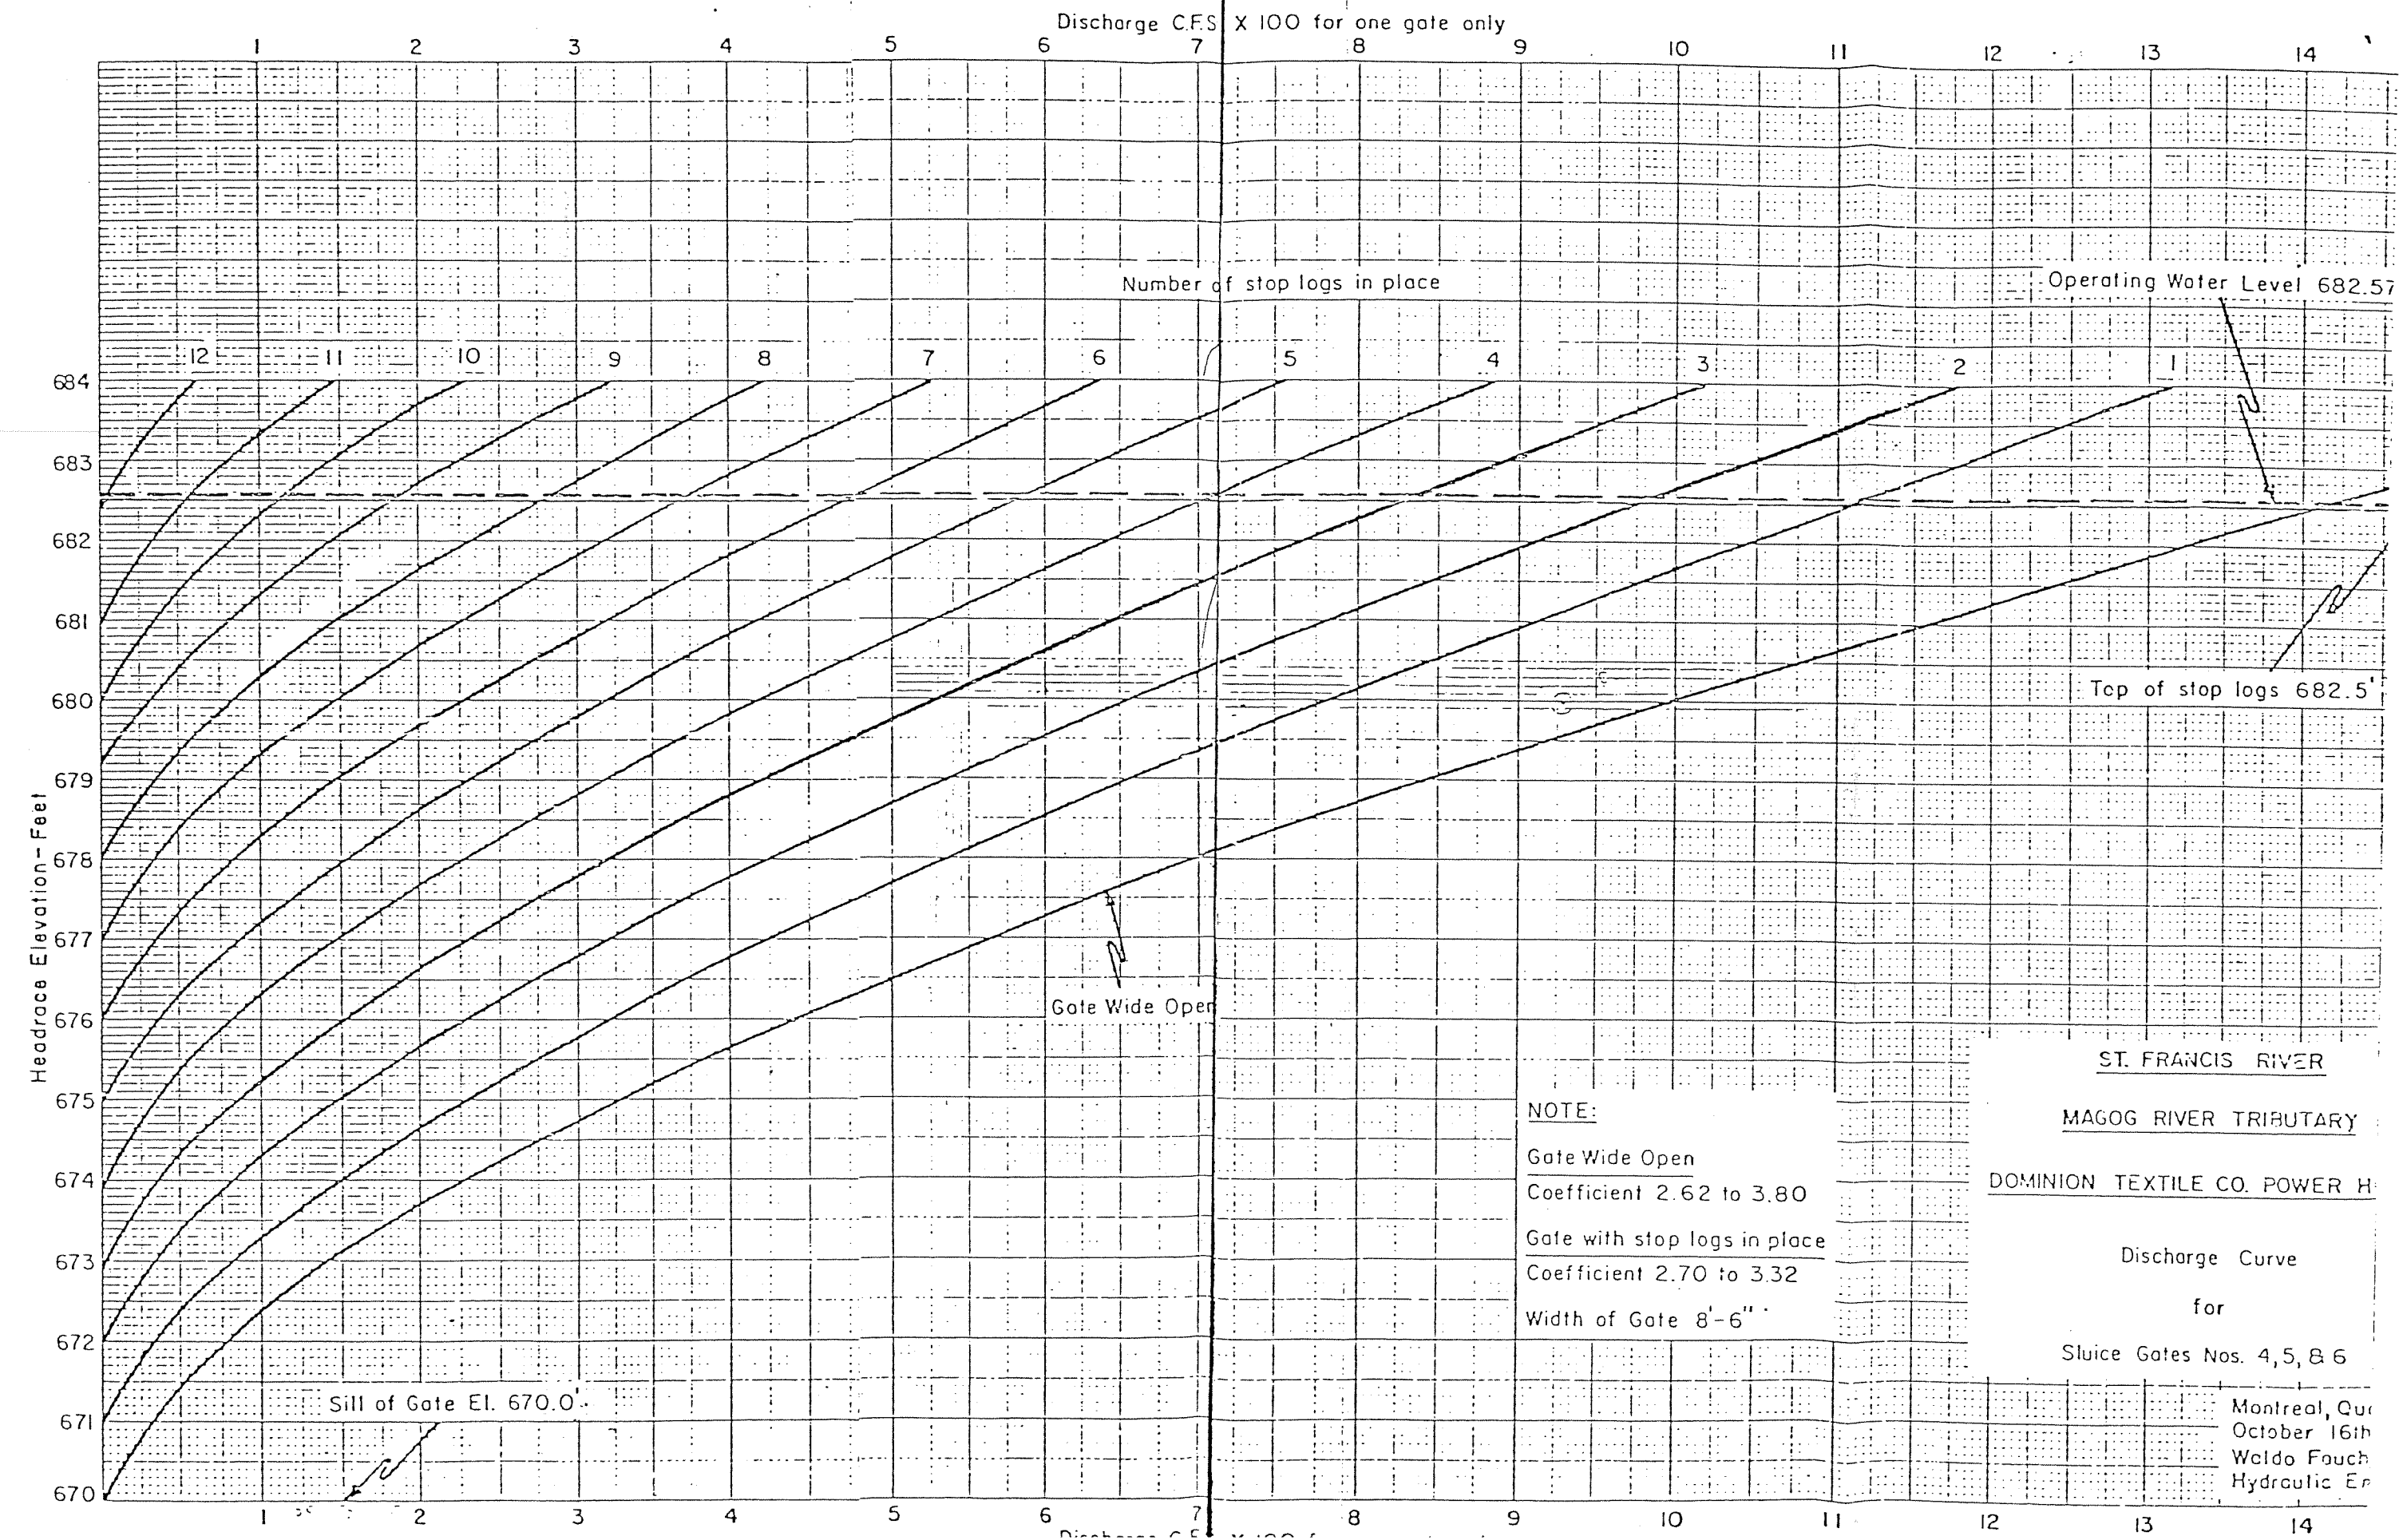 Discharge C.F.S. X 100 for one gate only
1 2 3 4 5 6 7 8 9 10 11 12 13 14
Number of stop logs in place
Operating Water Level 682.57
12 11 10 9 8 7 6 5 4 3 2 1
684
683
682
681
680
679
678
677
676
675
674
673
672
671
670
Headrace Elevation-Feet
Top of stop logs 682.5'
Gate Wide Open
Sill of Gate El. 670.0'
NOTE:
Gate Wide Open
Coefficient 2.62 to 3.80
Gate with stop logs in place
Coefficient 2.70 to 3.32
Width of Gate 8'-6"
ST. FRANCIS RIVER
MAGOG RIVER TRIBUTARY
DOMINION TEXTILE CO. POWER H
Discharge Curve
for
Sluice Gates Nos. 4,5,&6
Montreal, Qu
October 16th
Waldo Fouch
Hydraulic En
1 2 3 4 5 6 7 8 9 10 11 12 13 14